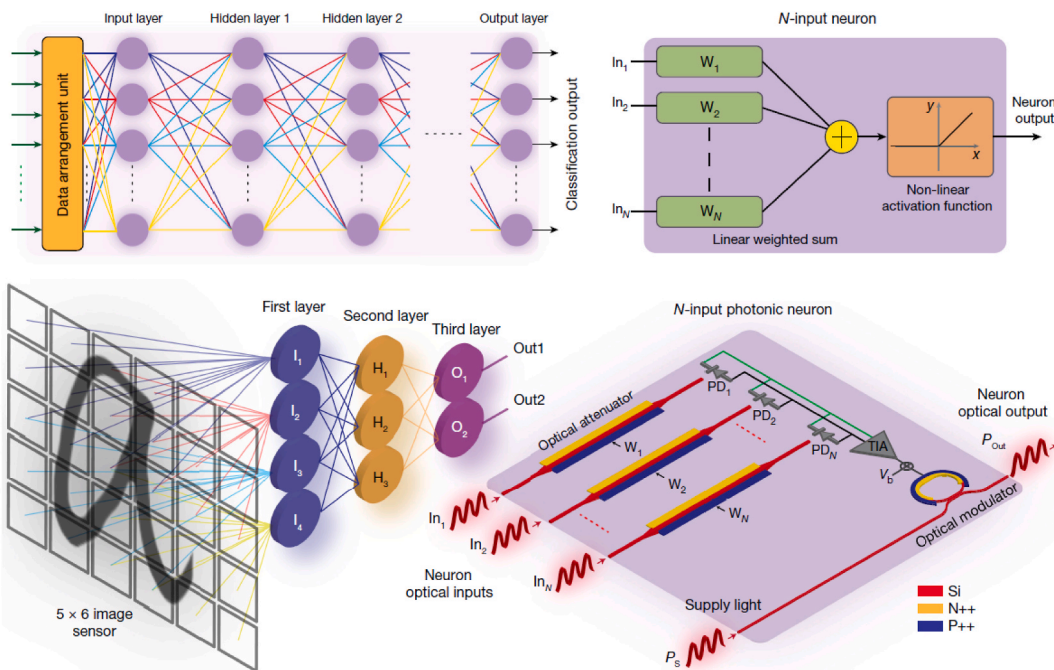 Input layer
Hidden layer 1
Hidden layer 2
Output layer
Data arrangement unit
Classification output
N-input neuron
In1
In2
InN
W1
W2
WN
Linear weighted sum
y
x
Non-linear
activation function
Neuron
output
5 × 6 image
sensor
First layer
Second layer
Third layer
I1
I2
I3
I4
H1
H2
H3
O1
O2
Out1
Out2
N-input photonic neuron
Optical attenuator
W1
W2
WN
PD1
PD2
PDN
TIA
Vb
Optical modulator
Neuron
optical output
POut
In1
In2
InN
Neuron
optical inputs
Supply light
PS
Si
N++
P++